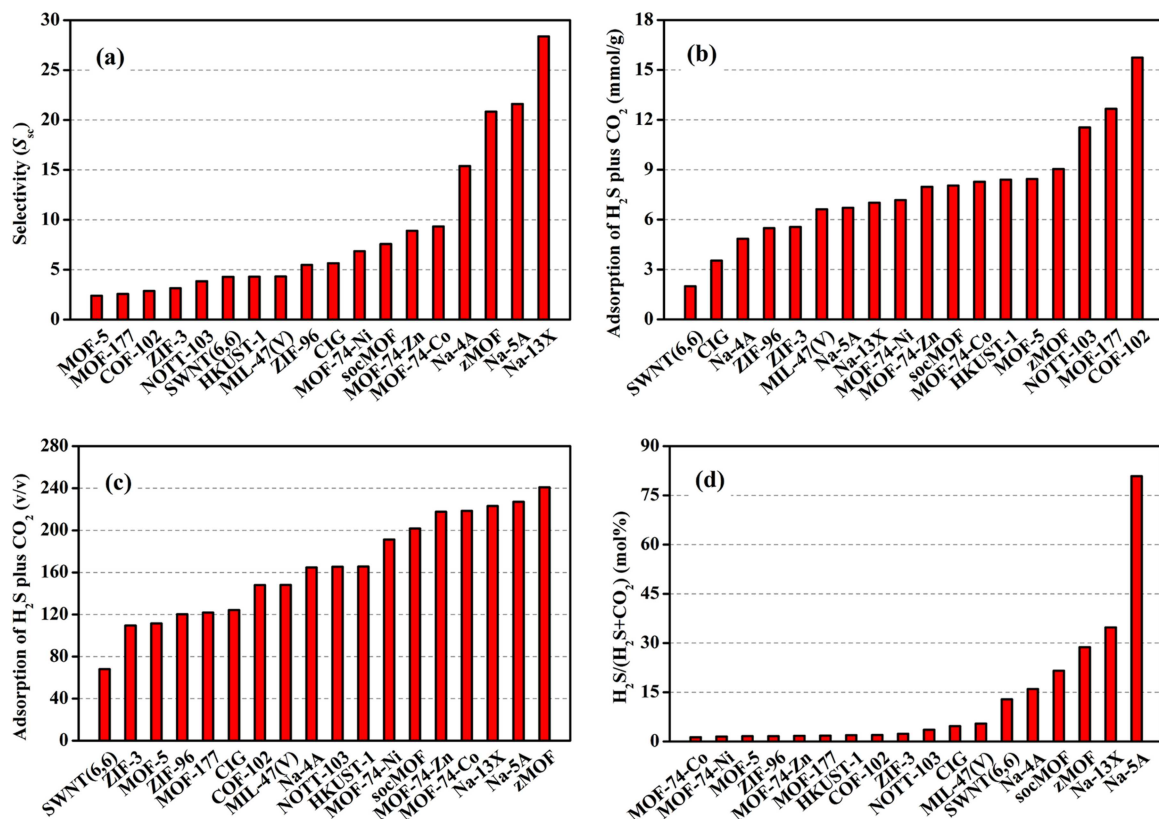 (a)
Selectivity (Ssc)
30
25
20
15
10
5
0
MOF-5
MOF-177
COF-102
ZIF-3
NOTT-103
SWNT(6,6)
HKUST-1
MIL-47(V)
ZIF-96
CIG
MOF-74-Ni
socMOF
MOF-74-Zn
MOF-74-Co
Na-4A
zMOF
Na-5A
Na-13X
(b)
Adsorption of H2S plus CO2 (mmol/g)
18
15
12
9
6
3
0
SWNT(6,6)
CIG
Na-4A
ZIF-96
ZIF-3
MIL-47(V)
Na-5A
Na-13X
MOF-74-Ni
MOF-74-Zn
socMOF
MOF-74-Co
HKUST-1
MOF-5
zMOF
NOTT-103
MOF-177
COF-102
(c)
Adsorption of H2S plus CO2 (v/v)
280
240
200
160
120
80
40
0
SWNT(6,6)
ZIF-3
MOF-5
ZIF-96
MOF-177
CIG
COF-102
MIL-47(V)
Na-4A
NOTT-103
HKUST-1
MOF-74-Ni
socMOF
MOF-74-Zn
MOF-74-Co
Na-13X
Na-5A
zMOF
(d)
H2S/(H2S+CO2) (mol%)
90
75
60
45
30
15
0
MOF-74-Co
MOF-74-Ni
MOF-5
ZIF-96
MOF-74-Zn
MOF-177
HKUST-1
COF-102
ZIF-3
NOTT-103
CIG
MIL-47(V)
SWNT(6,6)
Na-4A
socMOF
zMOF
Na-13X
Na-5A